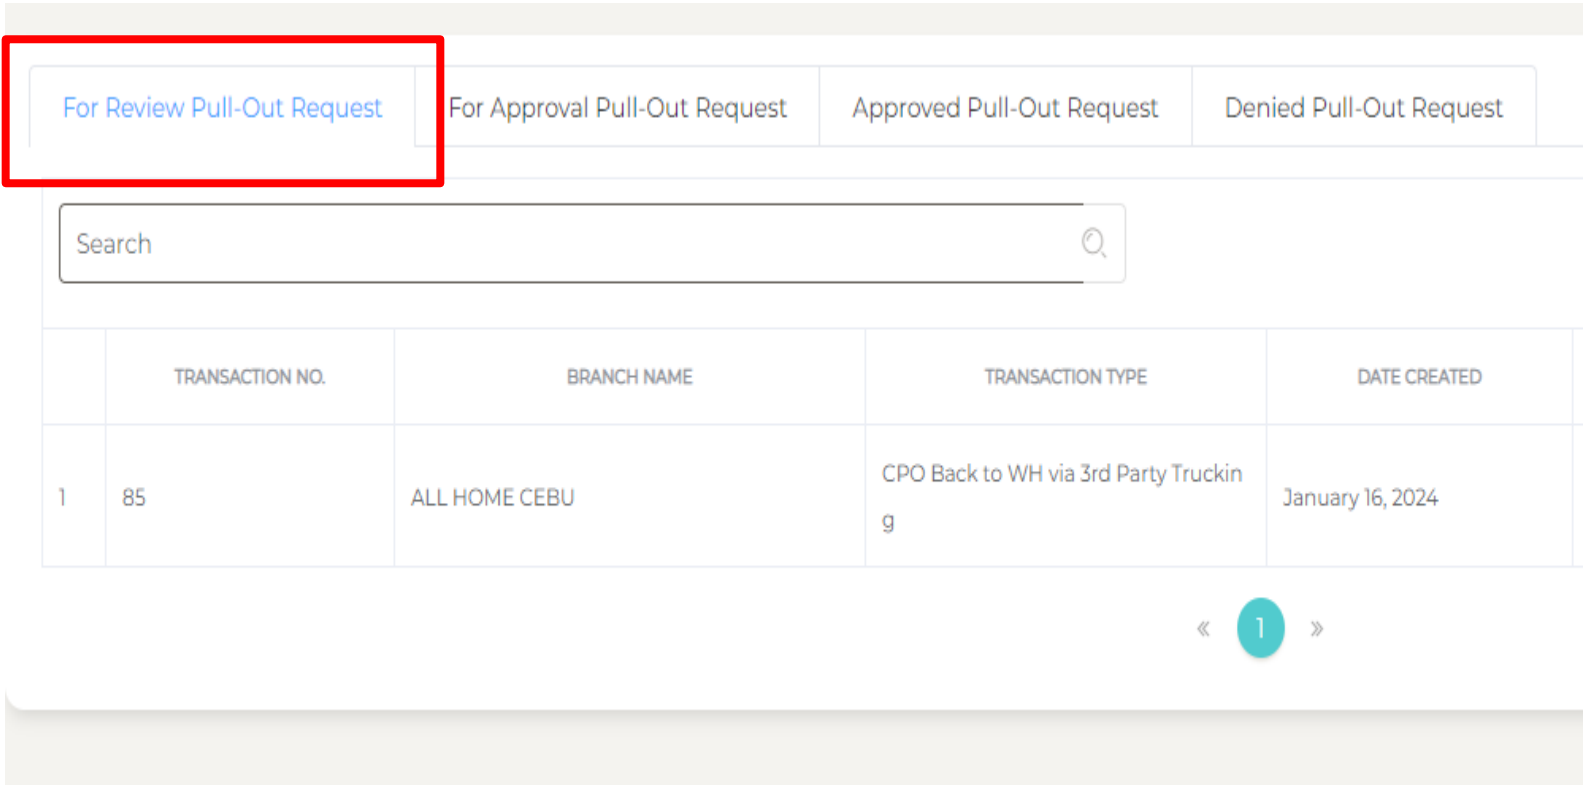 For Review Pull-Out Request For Approval Pull-Out Request Approved Pull-Out Request Denied Pull-Out Request
Search
TRANSACTION NO. BRANCH NAME TRANSACTION TYPE DATE CREATED
1 85 ALL HOME CEBU CPO Back to WH via 3rd Party Truckin January 16, 2024
g
« 1 »